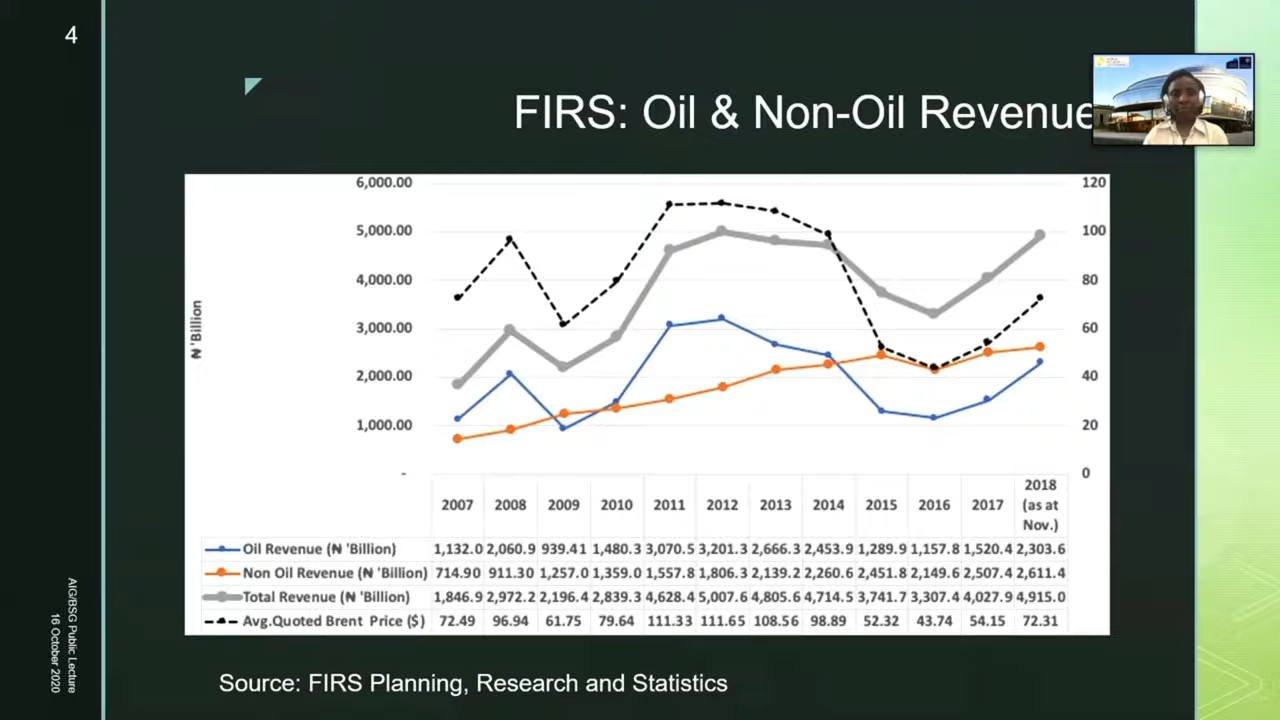 4
FIRS: Oil & Non-Oil Revenue
6,000.00
5,000.00
4,000.00
3,000.00
2,000.00
1,000.00
-
₦ 'Billion
120
100
80
60
40
20
0
2007 2008 2009 2010 2011 2012 2013 2014 2015 2016 2017 2018 (as at Nov.)
Oil Revenue (₦ 'Billion) 1,132.0 2,060.9 939.41 1,480.3 3,070.5 3,201.3 2,666.3 2,453.9 1,289.9 1,157.8 1,520.4 2,303.6
Non Oil Revenue (₦ 'Billion) 714.90 911.30 1,257.0 1,359.0 1,557.8 1,806.3 2,139.2 2,260.6 2,451.8 2,149.6 2,507.4 2,611.4
Total Revenue (₦ 'Billion) 1,846.9 2,972.2 2,196.4 2,839.3 4,628.4 5,007.6 4,805.6 4,714.5 3,741.7 3,307.4 4,027.9 4,915.0
Avg.Quoted Brent Price ($) 72.49 96.94 61.75 79.64 111.33 111.65 108.56 98.89 52.32 43.74 54.15 72.31
Source: FIRS Planning, Research and Statistics
AIG/BSG Public Lecture
16 October 2020